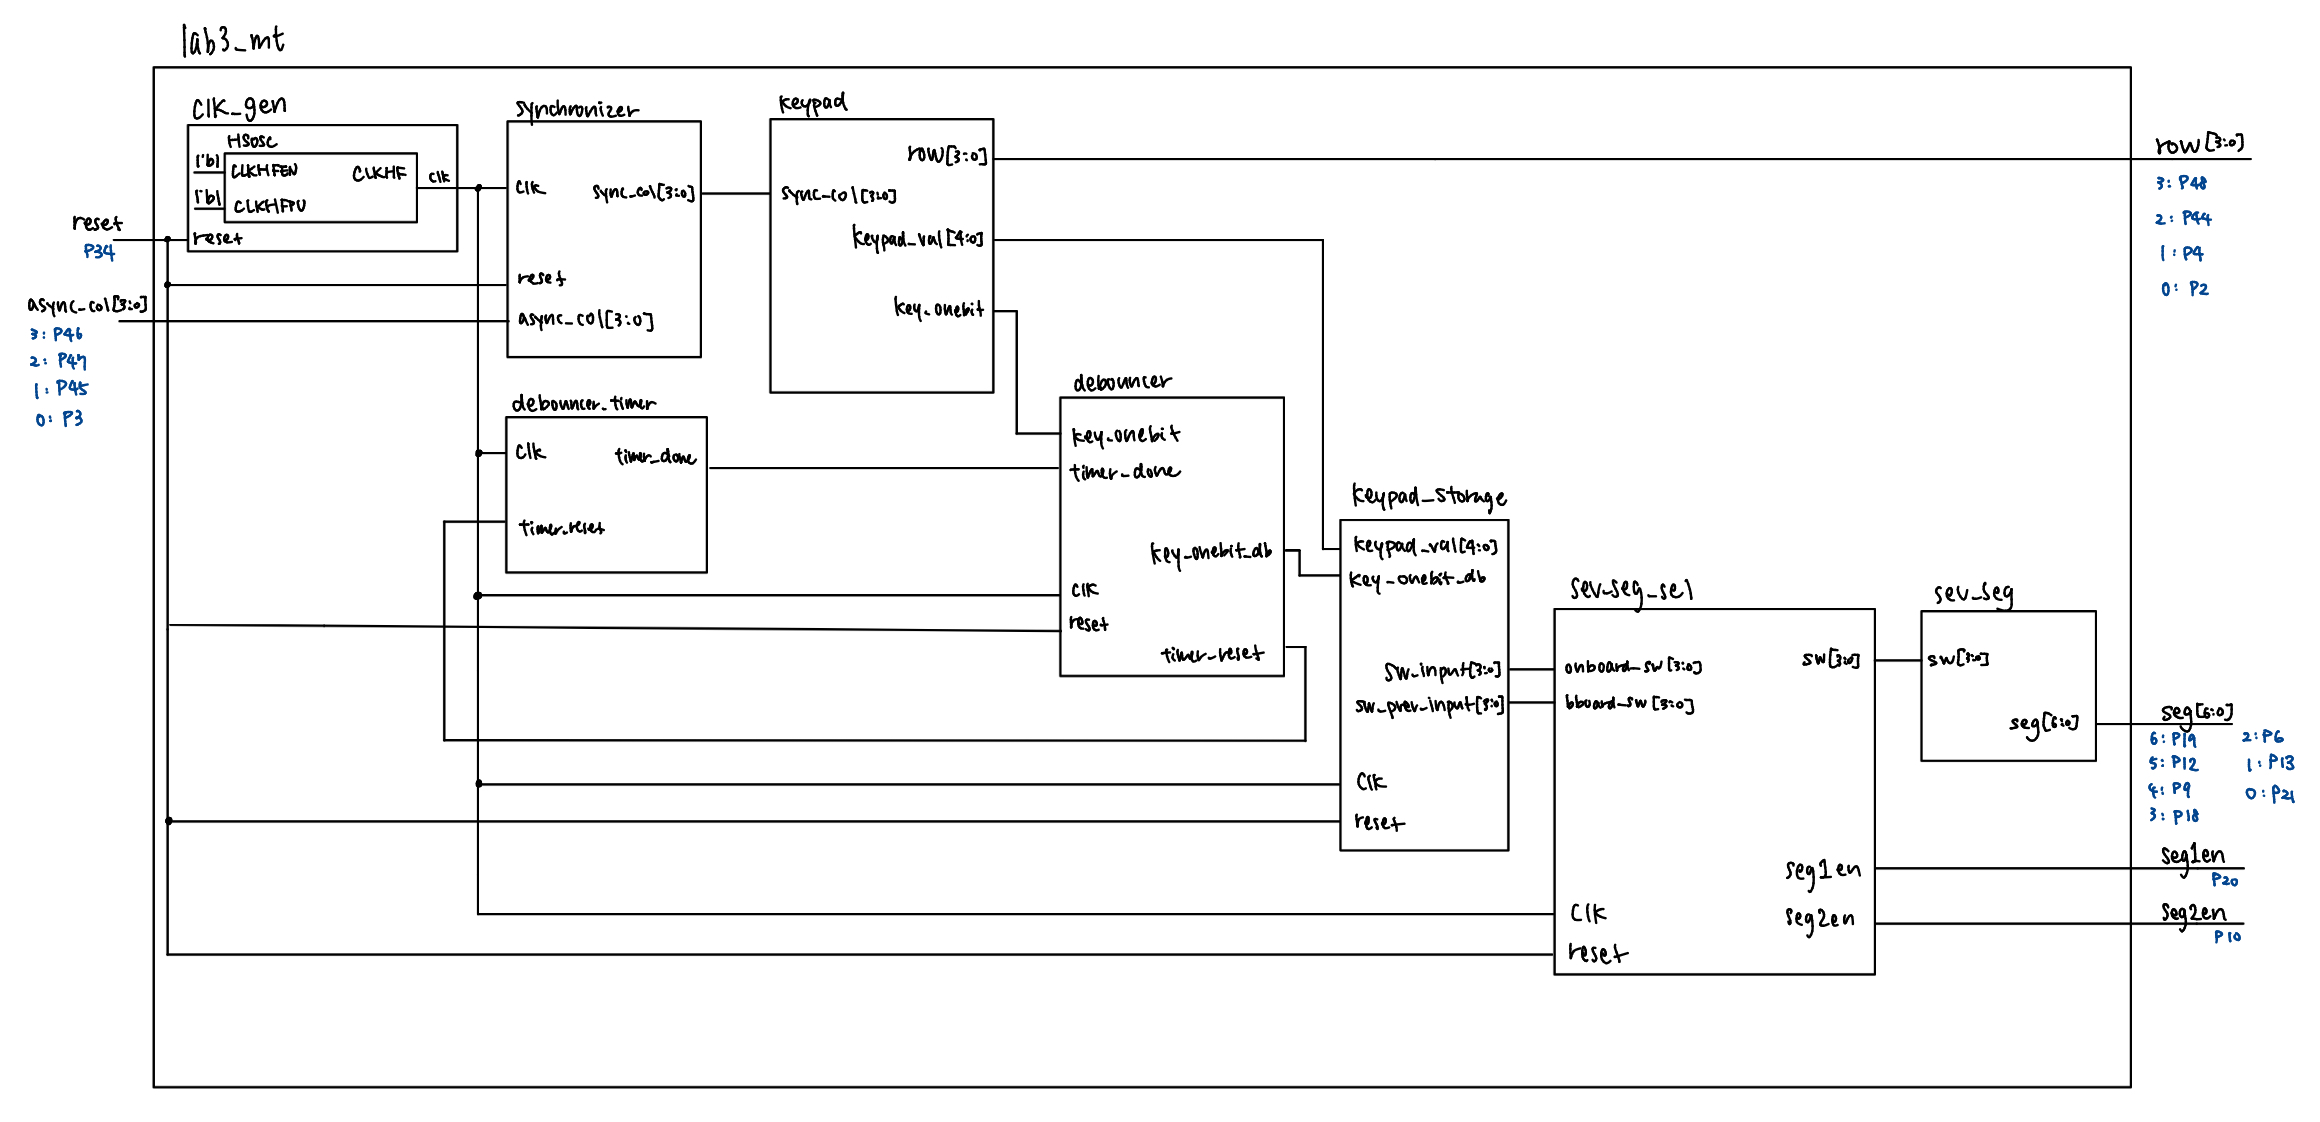 lab3_mt
clk_gen
HSOSC
1'b1
CLKHFEN
CLKHF
clk
1'b1
CLKHFPU
reset
reset
P34
async_col[3:0]
3: P46
2: P47
1: P45
0: P3
synchronizer
clk
sync_col[3:0]
reset
async_col[3:0]
keypad
row[3:0]
sync_col[3:0]
keypad_val[4:0]
key_onebit
row[3:0]
3: P48
2: P44
1: P4
0: P2
debouncer_timer
clk
timer_done
timer_reset
debouncer
key_onebit
timer_done
key_onebit_db
clk
reset
timer_reset
keypad_storage
keypad_val[4:0]
key_onebit_db
sw_input[3:0]
sw_prev_input[3:0]
clk
reset
sev_seg_sel
onboard_sw[3:0]
bboard_sw[3:0]
sw[3:0]
seg1en
clk
seg2en
reset
sev_seg
sw[3:0]
seg[6:0]
seg[6:0]
6: P19 2: P6
5: P12 1: P13
4: P9 0: P21
3: P18
seg1en
P20
seg2en
P10